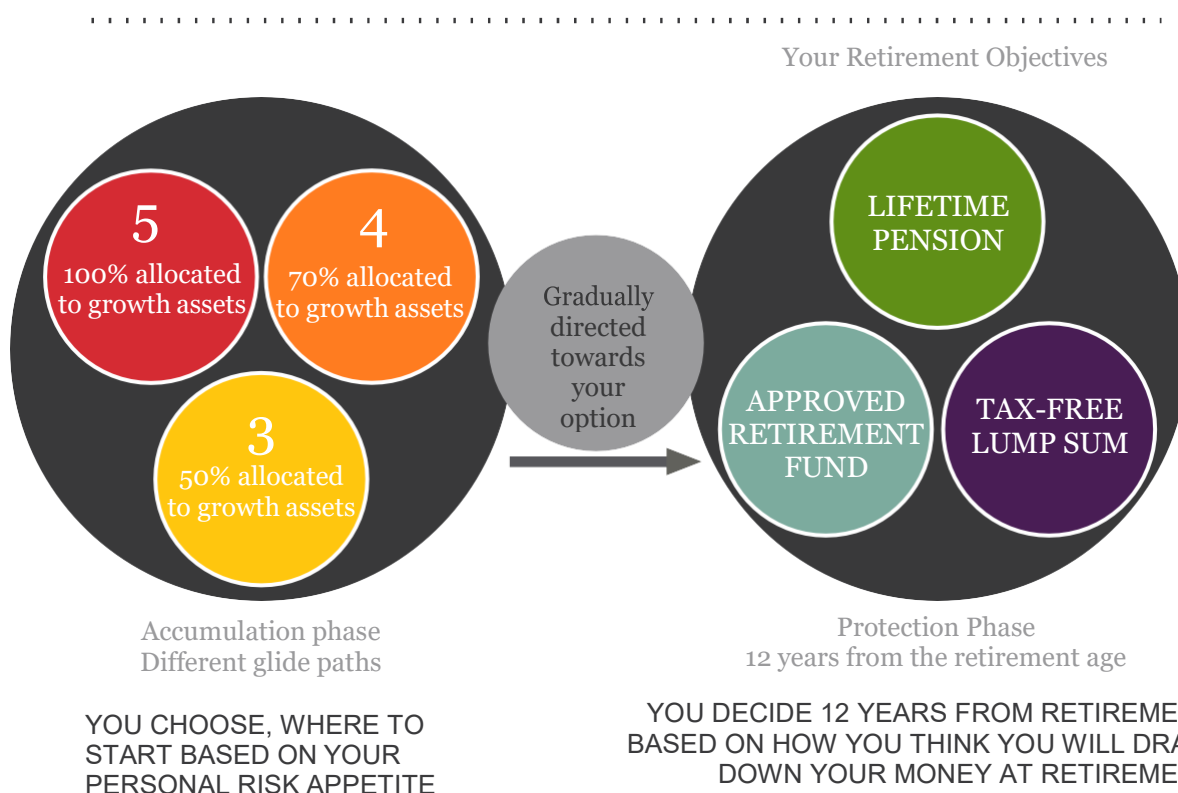 Your Retirement Objectives
5
100% allocated
to growth assets
4
70% allocated
to growth assets
3
50% allocated
to growth assets
Gradually
directed
towards
your
option
LIFETIME
PENSION
APPROVED
RETIREMENT
FUND
TAX-FREE
LUMP SUM
Accumulation phase
Different glide paths
Protection Phase
12 years from the retirement age
YOU CHOOSE, WHERE TO
START BASED ON YOUR
PERSONAL RISK APPETITE
YOU DECIDE 12 YEARS FROM RETIREME
BASED ON HOW YOU THINK YOU WILL DRA
DOWN YOUR MONEY AT RETIREME